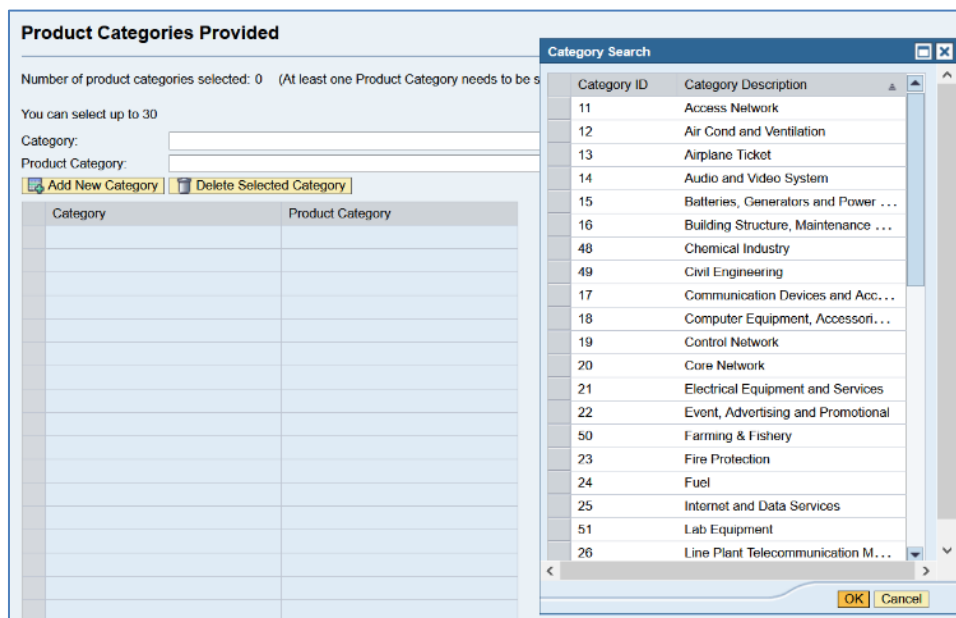 Product Categories Provided
Number of product categories selected: 0 (At least one Product Category needs to be s
You can select up to 30
Category:
Product Category:
Add New Category
Delete Selected Category
Category Product Category
Category Search
Category ID Category Description
11 Access Network
12 Air Cond and Ventilation
13 Airplane Ticket
14 Audio and Video System
15 Batteries, Generators and Power ...
16 Building Structure, Maintenance ...
48 Chemical Industry
49 Civil Engineering
17 Communication Devices and Acc...
18 Computer Equipment, Accessori...
19 Control Network
20 Core Network
21 Electrical Equipment and Services
22 Event, Advertising and Promotional
50 Farming & Fishery
23 Fire Protection
24 Fuel
25 Internet and Data Services
51 Lab Equipment
26 Line Plant Telecommunication M...
OK Cancel